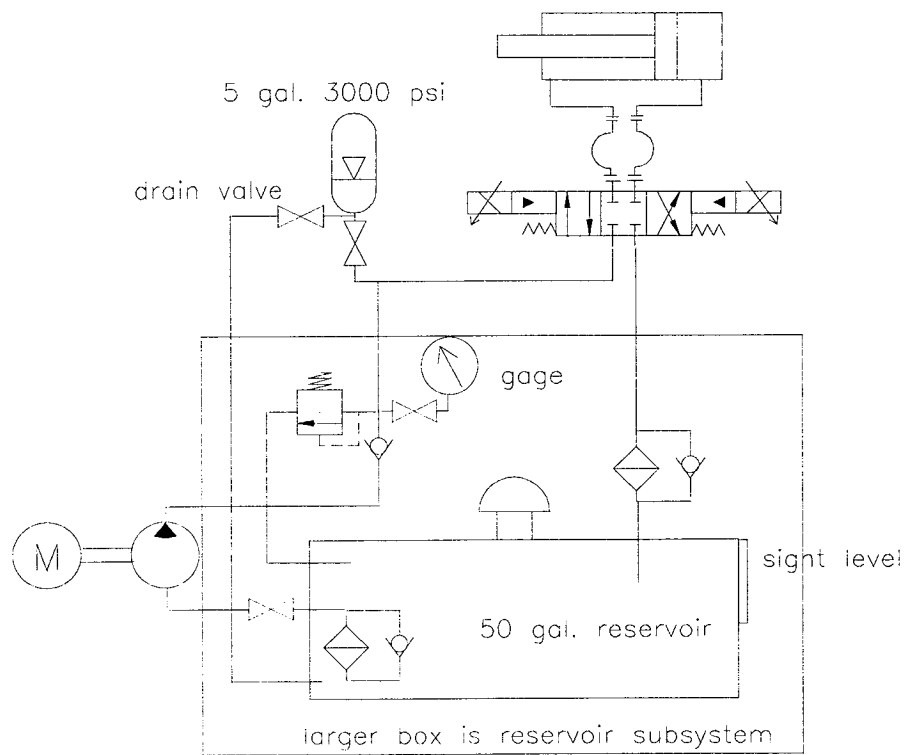 5 gal. 3000 psi
drain valve
gage
M
sight level
50 gal. reservoir
larger box is reservoir subsystem